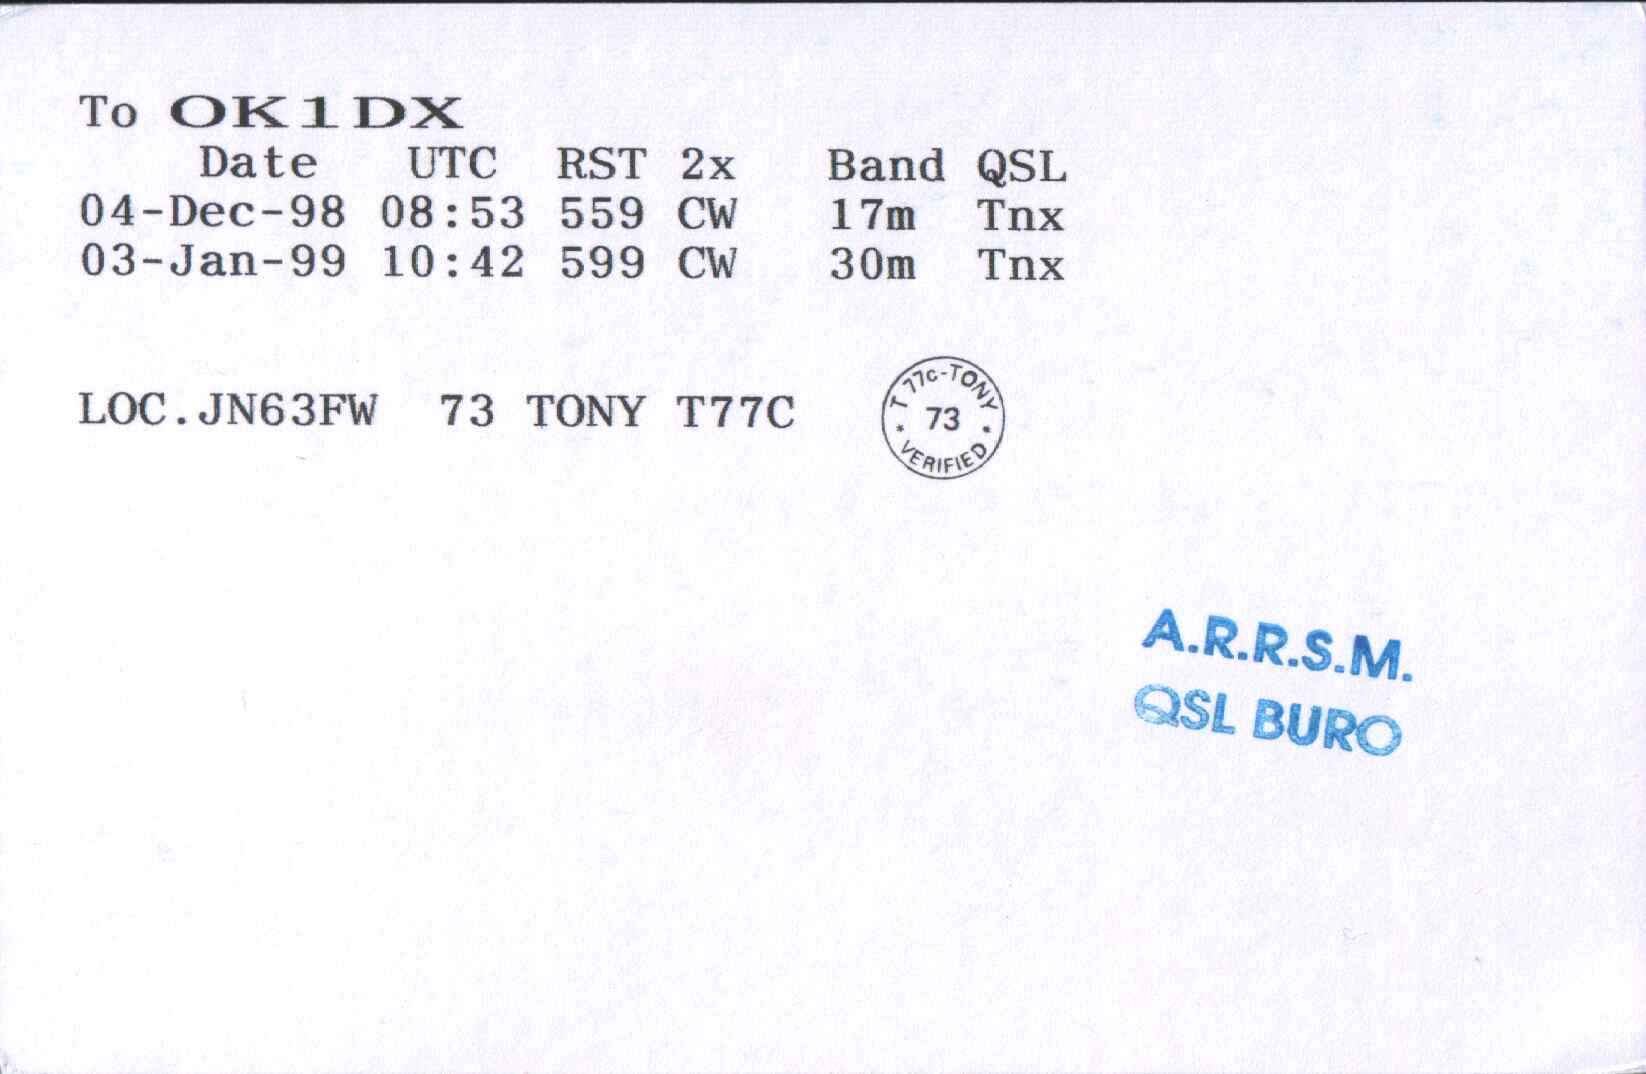 To OK1DX
Date UTC RST 2x Band QSL
04-Dec-98 08:53 559 CW 17m Tnx
03-Jan-99 10:42 599 CW 30m Tnx
LOC.JN63FW 73 TONY T77C
T77c-TONY
* 73 *
VERIFIED
A.R.R.S.M.
QSL BURO